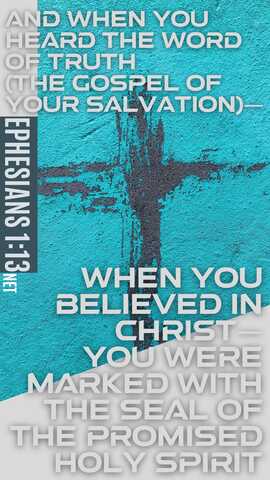 AND WHEN YOU
HEARD THE WORD
OF TRUTH
(THE GOSPEL OF
YOUR SALVATION)—
EPHESIANS 1:13
NET
WHEN YOU
BELIEVED IN
CHRIST—
YOU WERE
MARKED WITH
THE SEAL OF
THE PROMISED
HOLY SPIRIT